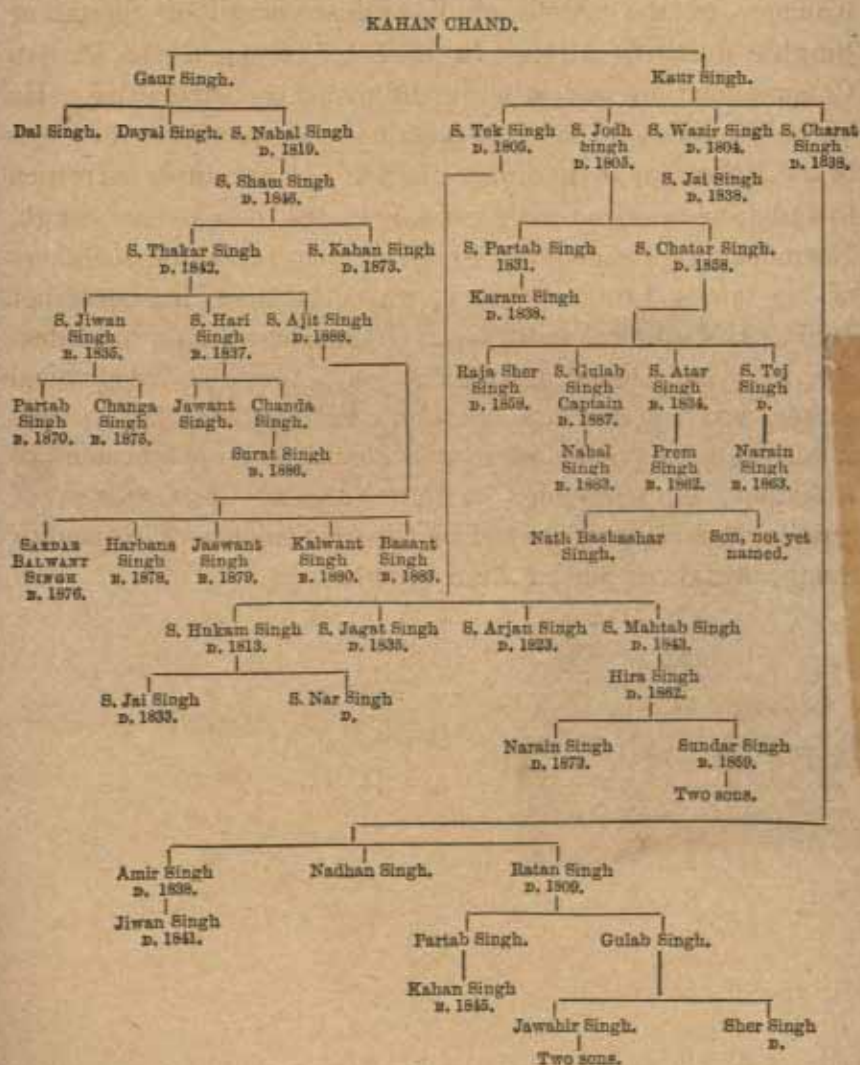 KAHAN CHAND.
Gaur Singh. Kaur Singh.
Dal Singh. Dayal Singh. S. Nahal Singh S. Tek Singh S. Jodh S. Wazir Singh S. Charat
D. 1819. D. 1805. Singh D. 1804. Singh
D. 1805. D. 1838.
S. Sham Singh S. Jai Singh
D. 1846. D. 1838.
S. Thakar Singh S. Kahan Singh S. Partab Singh S. Chatar Singh.
D. 1842. D. 1873. 1831. D. 1858.
Karam Singh
D. 1838.
S. Jiwan S. Hari S. Ajit Singh
Singh Singh D. 1888.
B. 1835. B. 1837.
Raja Sher S. Gulab S. Atar S. Tej
Singh Singh Singh Singh
D. 1858. Captain B. 1834. D.
D. 1887.
Partab Changa Jawant Chanda
Singh Singh Singh. Singh.
B. 1870. B. 1875.
Surat Singh
B. 1886.
Nahal Prem Narain
Singh Singh Singh
B. 1883. B. 1862. B. 1863.
Nath Bashashar Son, not yet
Singh. named.
SARDAR Harbans Jaswant Kalwant Basant
BALWANT Singh Singh Singh Singh
SINGH B. 1878. B. 1879. B. 1880. B. 1883.
B. 1876.
S. Hukam Singh S. Jagat Singh S. Arjan Singh S. Mahtab Singh
D. 1813. D. 1835. D. 1823. D. 1843.
Hira Singh
D. 1862.
S. Jai Singh S. Nar Singh
D. 1833. D.
Narain Singh Sundar Singh
D. 1873. B. 1859.
Two sons.
Amir Singh Nadhan Singh. Ratan Singh
D. 1838. D. 1809.
Jiwan Singh
D. 1841.
Partab Singh. Gulab Singh.
Kahan Singh
B. 1845.
Jawahir Singh. Sher Singh
D.
Two sons.